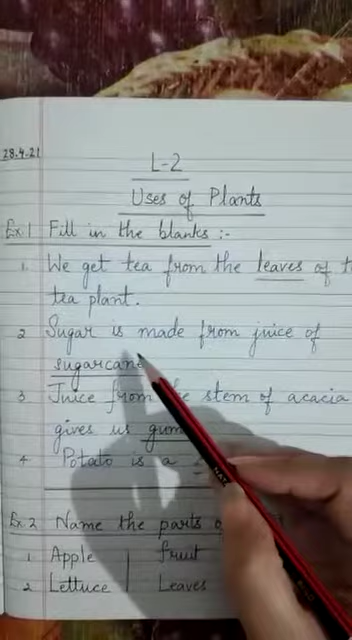 28.4.21
L-2
Uses of Plants
Ex.1 Fill in the blanks :-
1. We get tea from the leaves of
tea plant.
2 Sugar is made from juice of
sugarcane
3 Juice from the stem of acacia
gives us gum
4 Potato is a
Ex.2 Name the parts
1. Apple fruit
2 Lettuce Leaves